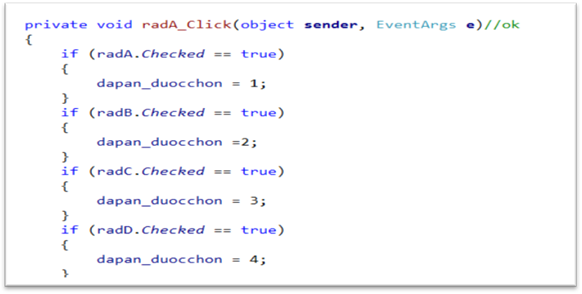 private void radA_Click(object sender, EventArgs e)//ok
{
if (radA.Checked == true)
{
dapan_duocchon = 1;
}
if (radB.Checked == true)
{
dapan_duocchon =2;
}
if (radC.Checked == true)
{
dapan_duocchon = 3;
}
if (radD.Checked == true)
{
dapan_duocchon = 4;
}